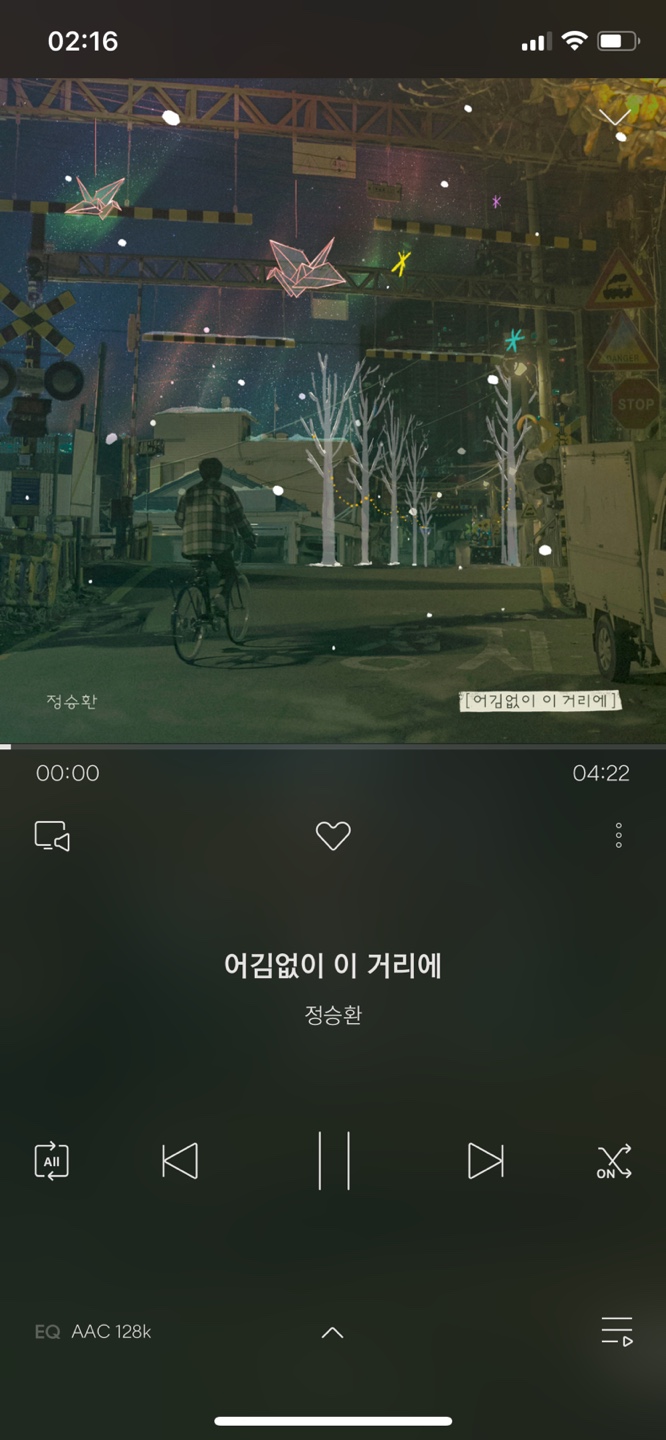 02:16
DANGER
STOP
정승환
[어김없이 이 거리에]
00:00
04:22
어김없이 이 거리에
정승환
All
ON
EQ AAC 128k